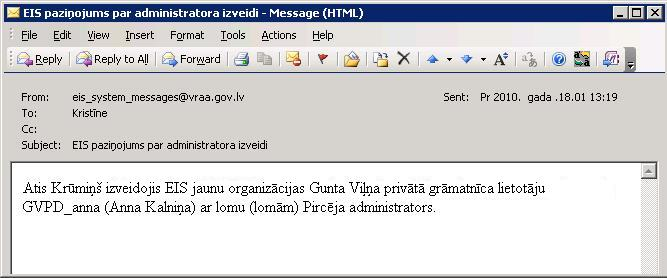 EIS paziņojums par administratora izveidi - Message (HTML)
File Edit View Insert Format Tools Actions Help
Reply Reply to All Forward
From: eis_system_messages@vraa.gov.lv Sent: Pr 2010. gada .18.01 13:19
To: Kristīne
Cc:
Subject: EIS paziņojums par administratora izveidi
Atis Krūmiņš izveidojis EIS jaunu organizācijas Gunta Viļņa privātā grāmatnīca lietotāju
GVPD_anna (Anna Kalniņa) ar lomu (lomām) Pircēja administrators.